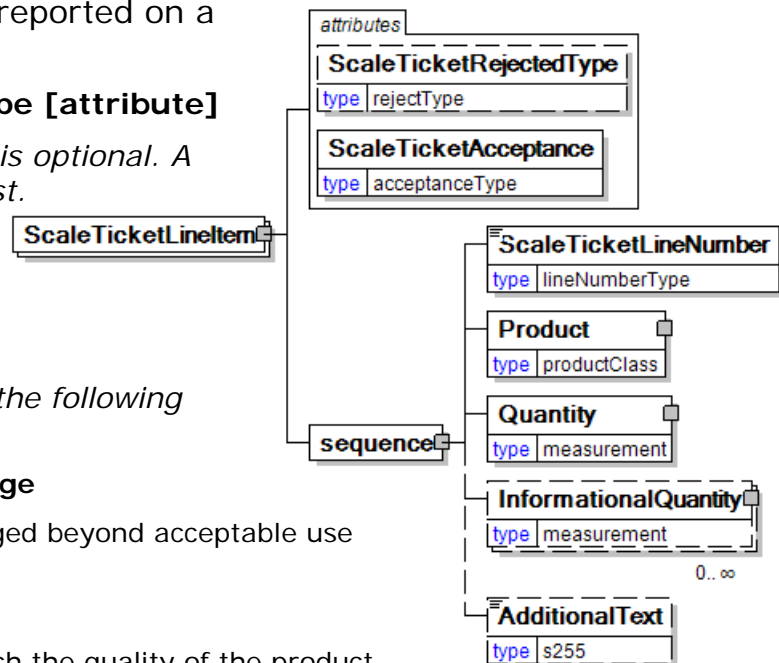 reported on a
pe [attribute]
is optional. A
st.
the following
ge
ged beyond acceptable use
ch the quality of the product
attributes
ScaleTicketRejectedType
type rejectType
ScaleTicketAcceptance
type acceptanceType
ScaleTicketLineItem
sequence
ScaleTicketLineNumber
type lineNumberType
Product
type productClass
Quantity
type measurement
InformationalQuantity
type measurement
0.. ∞
AdditionalText
type s255